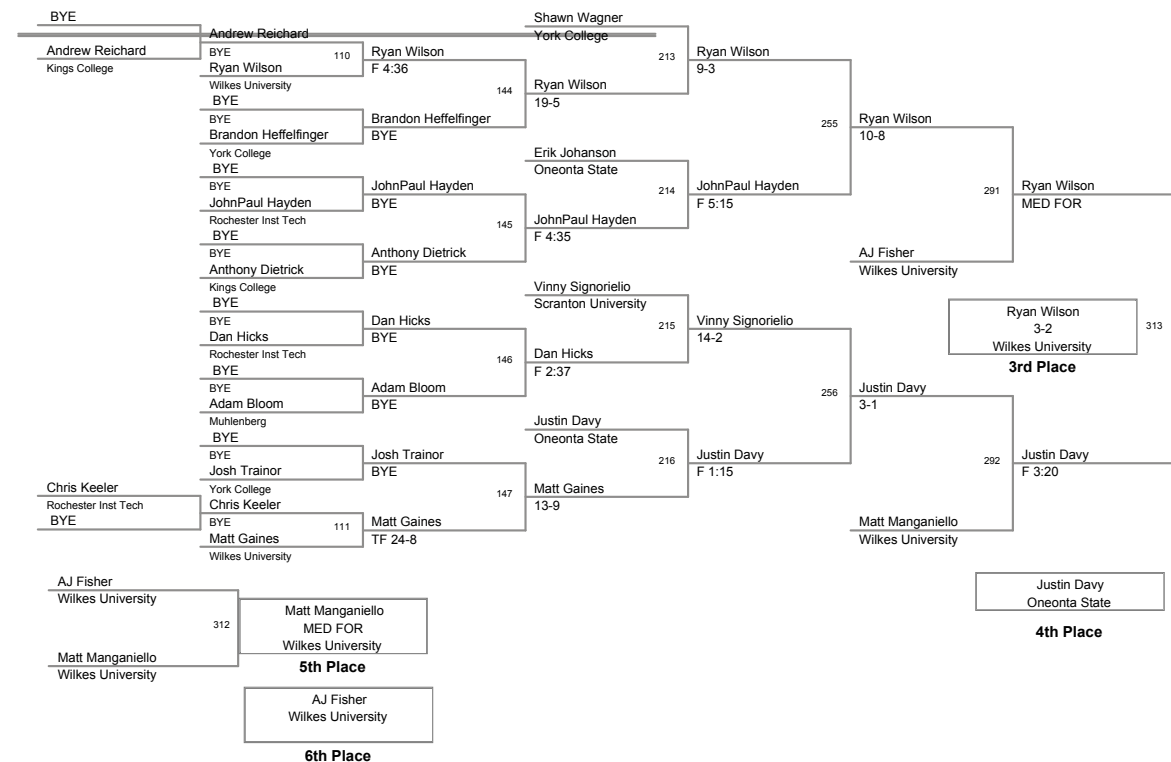 BYE
Andrew Reichard
Kings College
Andrew Reichard
BYE
110
Ryan Wilson
Wilkes University
BYE
BYE
Brandon Heffelfinger
York College
BYE
BYE
JohnPaul Hayden
Rochester Inst Tech
BYE
BYE
Anthony Dietrick
Kings College
BYE
BYE
Dan Hicks
Rochester Inst Tech
BYE
BYE
Adam Bloom
Muhlenberg
BYE
BYE
Josh Trainor
York College
Chris Keeler
Rochester Inst Tech
BYE
Chris Keeler
BYE
111
Matt Gaines
Wilkes University
Ryan Wilson
F 4:36
144
Brandon Heffelfinger
BYE
JohnPaul Hayden
BYE
145
Anthony Dietrick
BYE
Dan Hicks
BYE
146
Adam Bloom
BYE
Josh Trainor
BYE
147
Matt Gaines
TF 24-8
Shawn Wagner
York College
213
Ryan Wilson
19-5
Erik Johanson
Oneonta State
214
JohnPaul Hayden
F 4:35
Vinny Signorielio
Scranton University
215
Dan Hicks
F 2:37
Justin Davy
Oneonta State
216
Matt Gaines
13-9
Ryan Wilson
9-3
255
JohnPaul Hayden
F 5:15
Vinny Signorielio
14-2
256
Justin Davy
F 1:15
Ryan Wilson
10-8
291
AJ Fisher
Wilkes University
Justin Davy
3-1
292
Matt Manganiello
Wilkes University
Ryan Wilson
MED FOR
Ryan Wilson
3-2
Wilkes University
313
3rd Place
Justin Davy
F 3:20
Justin Davy
Oneonta State
4th Place
AJ Fisher
Wilkes University
312
Matt Manganiello
Wilkes University
Matt Manganiello
MED FOR
Wilkes University
5th Place
AJ Fisher
Wilkes University
6th Place